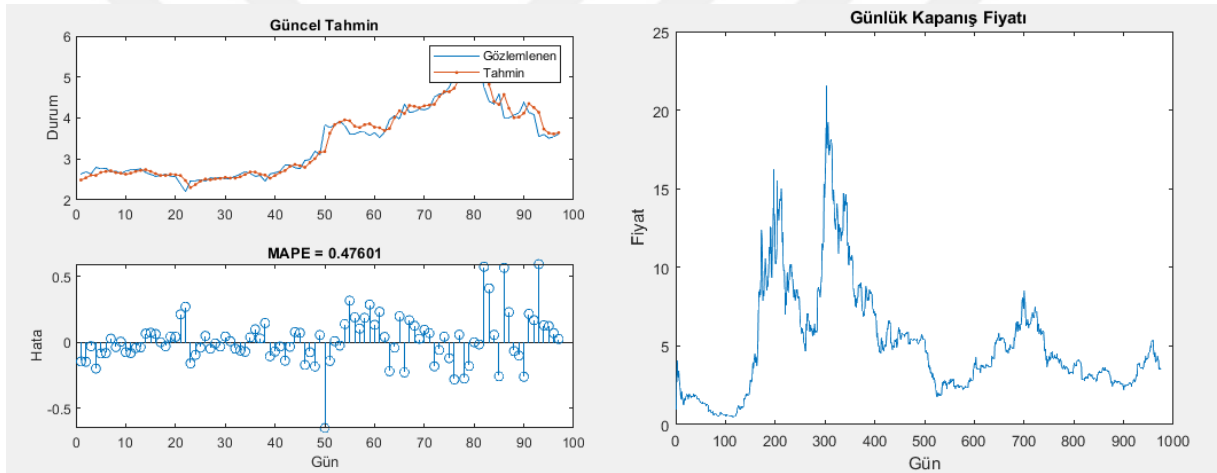 Güncel Tahmin
6
5
4
3
2
Durum
Gözlemlenen
Tahmin
0 10 20 30 40 50 60 70 80 90 100
MAPE = 0.47601
0.5
0
-0.5
Hata
0 10 20 30 40 50 60 70 80 90 100
Gün
Günlük Kapanış Fiyatı
25
20
15
10
5
0
Fiyat
0 100 200 300 400 500 600 700 800 900 1000
Gün